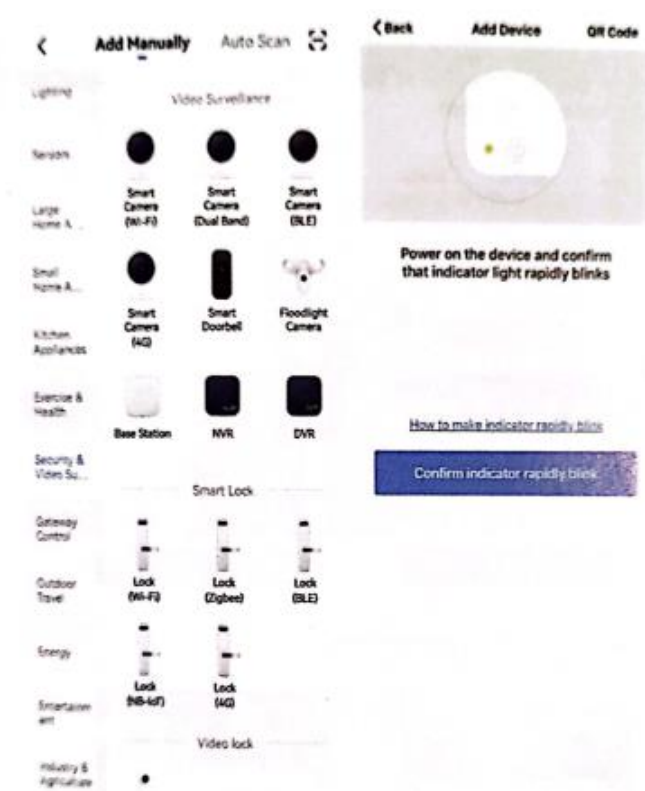 Add Manually
Auto Scan
Lighting
Sensors
Large
Home A...
Small
Home A...
Kitchen
Appliances
Exercise &
Health
Security &
Video Su...
Gateway
Control
Outdoor
Travel
Energy
Entertainm
ent
Industry &
Agriculture
Video Surveillance
Smart
Camera
(Wi-Fi)
Smart
Camera
(Dual Band)
Smart
Camera
(BLE)
Smart
Camera
(4G)
Smart
Doorbell
Floodlight
Camera
Base Station
NVR
DVR
Smart Lock
Lock
(Wi-Fi)
Lock
(Zigbee)
Lock
(BLE)
Lock
(NB-IoT)
Lock
(4G)
Video lock
Back
Add Device
QR Code
Power on the device and confirm
that indicator light rapidly blinks
How to make indicator rapidly blink
Confirm indicator rapidly blink